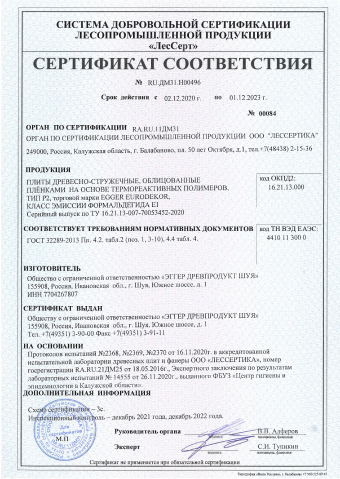 СИСТЕМА ДОБРОВОЛЬНОЙ СЕРТИФИКАЦИИ
ЛЕСОПРОМЫШЛЕННОЙ ПРОДУКЦИИ
«ЛесСерт»
СЕРТИФИКАТ СООТВЕТСТВИЯ
№ RU.ДМ31.Н00496
Срок действия с 02.12.2020 г. по 01.12.2023 г.
№ 00084
ОРГАН ПО СЕРТИФИКАЦИИ RA.RU.11ДМ31
ОРГАН ПО СЕРТИФИКАЦИИ ЛЕСОПРОМЫШЛЕННОЙ ПРОДУКЦИИ ООО "ЛЕССЕРТИКА"
249000, Россия, Калужская область, г. Балабаново, пл. 50 лет Октября, д.1, тел.+7(48438) 2-15-36
ПРОДУКЦИЯ
ПЛИТЫ ДРЕВЕСНО-СТРУЖЕЧНЫЕ, ОБЛИЦОВАННЫЕ
ПЛЁНКАМИ НА ОСНОВЕ ТЕРМОРЕАКТИВНЫХ ПОЛИМЕРОВ,
ТИП Р2, торговой марки EGGER EURODEKOR,
КЛАСС ЭМИССИИ ФОРМАЛЬДЕГИДА Е1
Серийный выпуск по ТУ 16.21.13-007-70053452-2020
код ОКПД2:
16.21.13.000
СООТВЕТСТВУЕТ ТРЕБОВАНИЯМ НОРМАТИВНЫХ ДОКУМЕНТОВ
ГОСТ 32289-2013 Пп. 4.2. табл.2 (поз. 1, 3-10), 4.4 табл. 4.
код ТН ВЭД ЕАЭС:
4410 11 300 0
ИЗГОТОВИТЕЛЬ
Общество с ограниченной ответственностью «ЭГГЕР ДРЕВПРОДУКТ ШУЯ»
155908, Россия, Ивановская обл., г. Шуя, Южное шоссе, д. 1
ИНН 7704267807
СЕРТИФИКАТ ВЫДАН
Обществу с ограниченной ответственностью «ЭГГЕР ДРЕВПРОДУКТ ШУЯ»
155908, Россия, Ивановская обл., г. Шуя, Южное шоссе, д. 1
Тел. +7(49351) 3-90-00 Факс +7(49351) 3-91-11
НА ОСНОВАНИИ
Протоколов испытаний №2368, №2369, №2370 от 16.11.2020г. в аккредитованной
испытательной лаборатории древесных плит и фанеры ООО «ЛЕССЕРТИКА», номер
госрегистрации RA.RU.21ДМ25 от 18.05.2016г., Экспертного заключения по результатам
лабораторных испытаний № 14555 от 26.11.2020г., выданного ФБУЗ «Центр гигиены и
эпидемиологии в Калужской области».
ДОПОЛНИТЕЛЬНАЯ ИНФОРМАЦИЯ
Схема сертификации – 3с.
Инспекционный контроль – декабрь 2021 года, декабрь 2022 года.
Руководитель органа
В.П. Алферов
М.П
Эксперт
С.И. Тупикин
Сертификат не применяется при обязательной сертификации